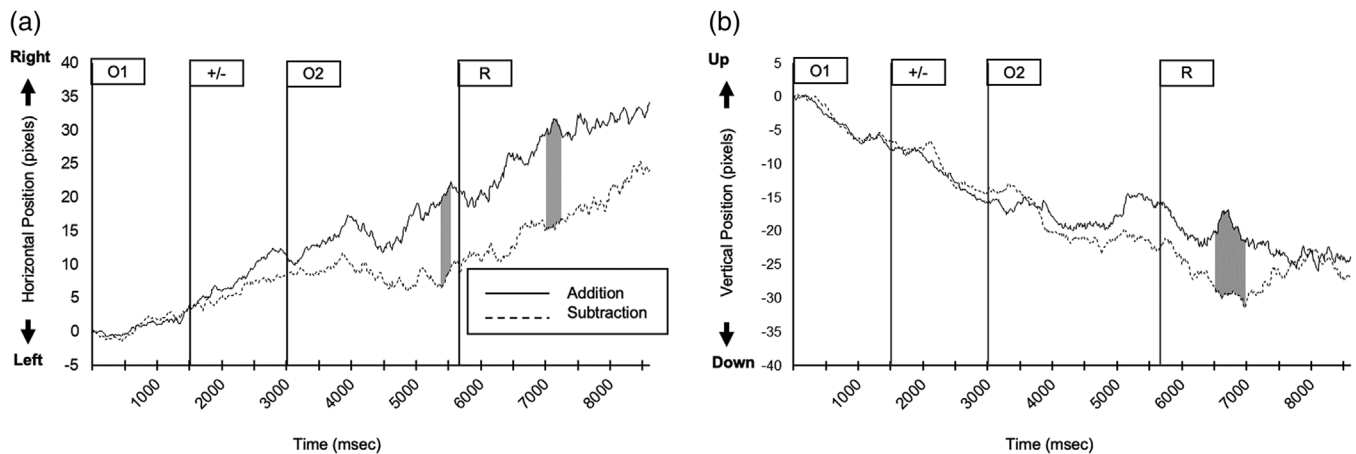 (a)
Right
Horizontal Position (pixels)
Left
40
35
30
25
20
15
10
5
0
-5
O1
+/-
O2
R
Addition
Subtraction
1000
2000
3000
4000
5000
6000
7000
8000
Time (msec)
(b)
Up
Vertical Position (pixels)
Down
5
0
-5
-10
-15
-20
-25
-30
-35
-40
O1
+/-
O2
R
1000
2000
3000
4000
5000
6000
7000
8000
Time (msec)